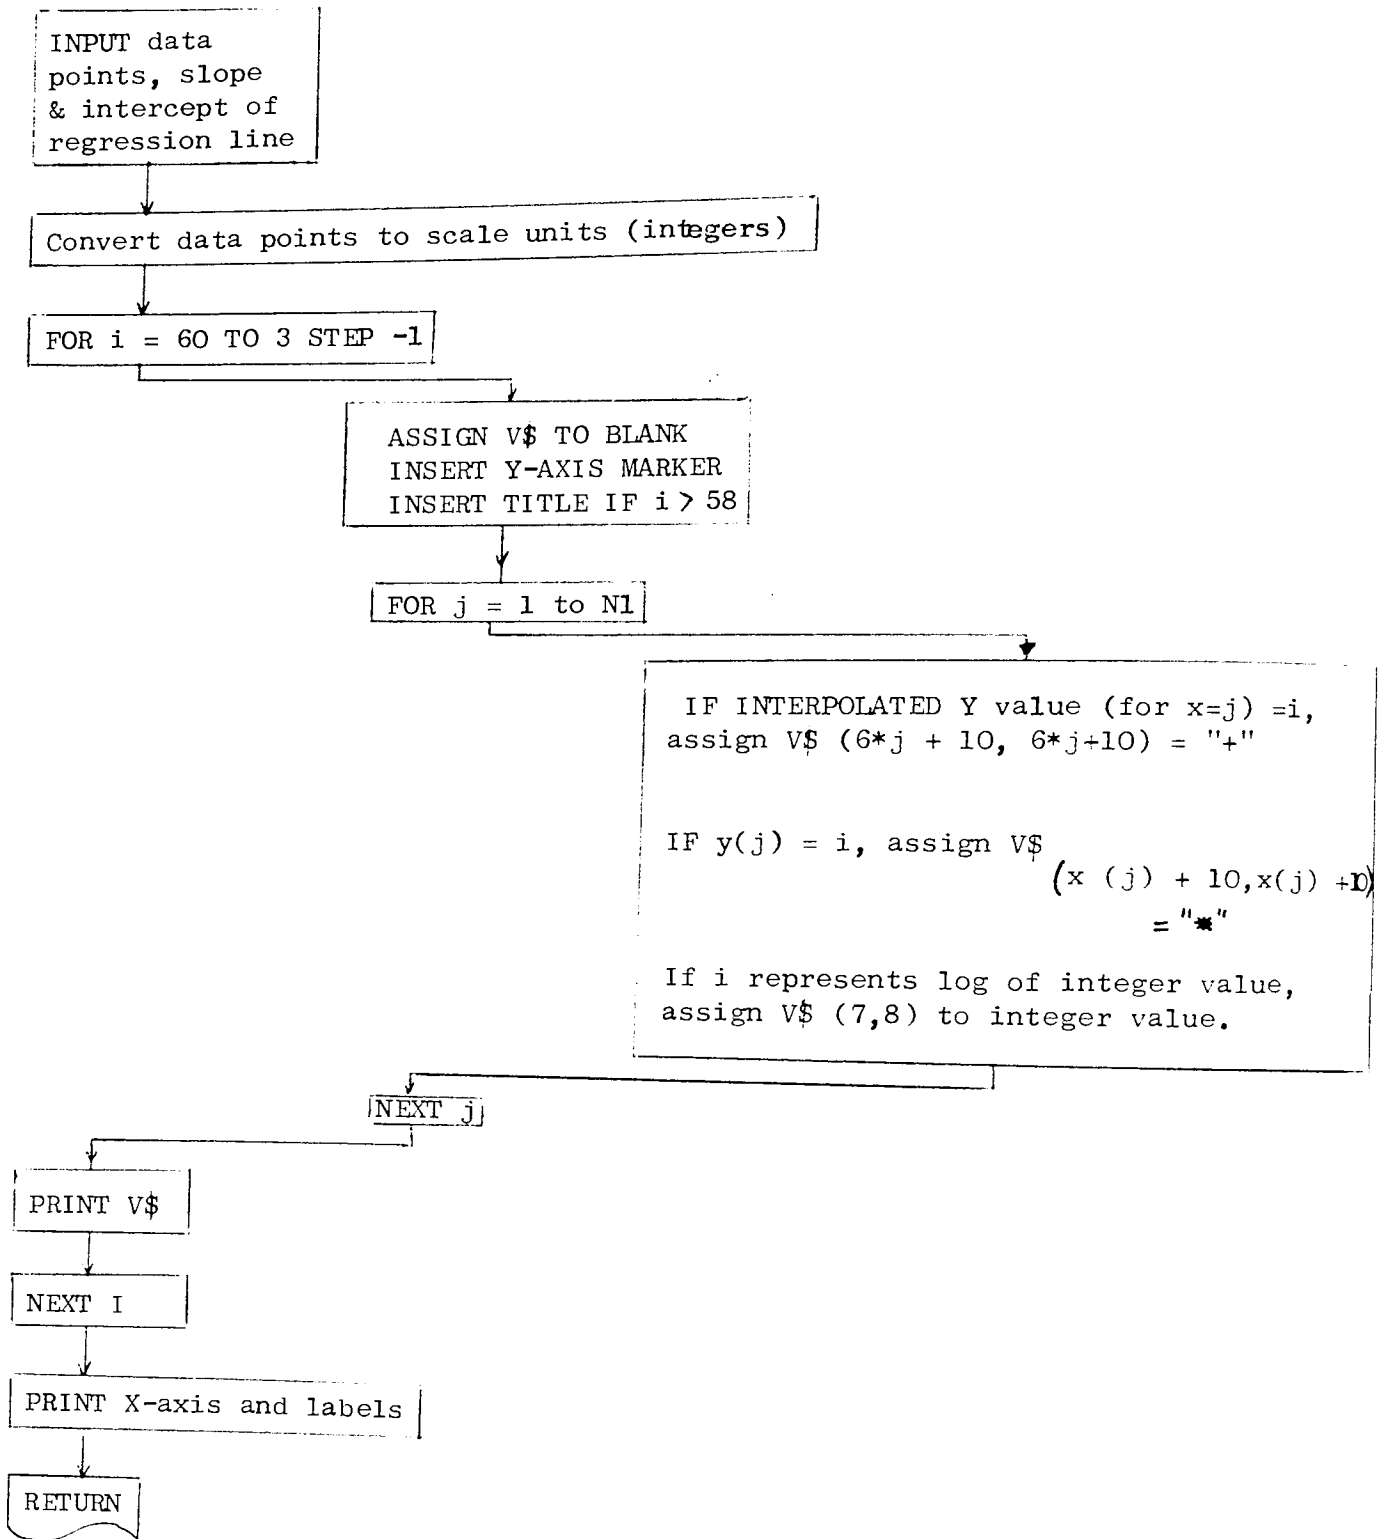 INPUT data
points, slope
& intercept of
regression line
Convert data points to scale units (integers)
FOR i = 60 TO 3 STEP -1
ASSIGN V$ TO BLANK
INSERT Y-AXIS MARKER
INSERT TITLE IF i > 58
FOR j = 1 to N1
IF INTERPOLATED Y value (for x=j) =i,
assign V$ (6*j + 10, 6*j+10) = "+"
IF y(j) = i, assign V$
(x (j) + 10,x(j) +10)
= "*"
If i represents log of integer value,
assign V$ (7,8) to integer value.
NEXT j
PRINT V$
NEXT I
PRINT X-axis and labels
RETURN